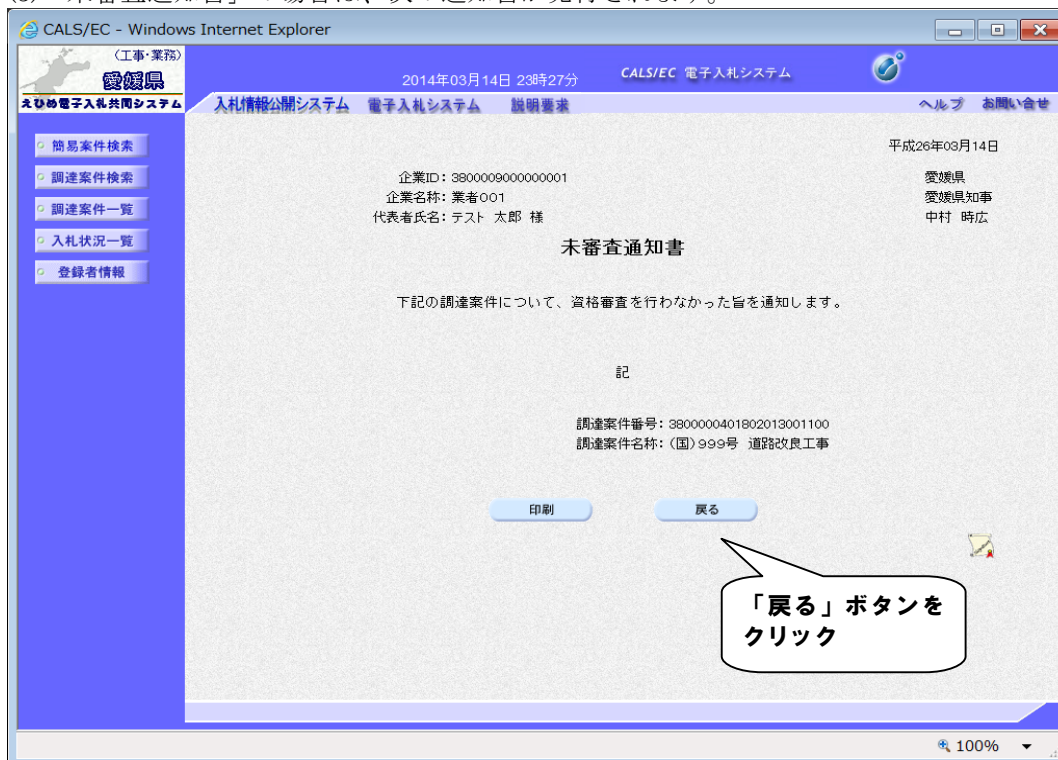 CALS/EC - Windows Internet Explorer
(工事・業務)
愛媛県
えひめ電子入札共同システム
2014年03月14日 23時27分
CALS/EC 電子入札システム
入札情報公開システム 電子入札システム 説明要求
ヘルプ お問い合せ
簡易案件検索
調達案件検索
調達案件一覧
入札状況一覧
登録者情報
平成26年03月14日
企業ID:3800009000000001
企業名称:業者001
代表者氏名:テスト 太郎 様
愛媛県
愛媛県知事
中村 時広
未審査通知書
下記の調達案件について、資格審査を行わなかった旨を通知します。
記
調達案件番号:3800000401802013001100
調達案件名称:(国)999号 道路改良工事
印刷
戻る
「戻る」ボタンを
クリック
100%